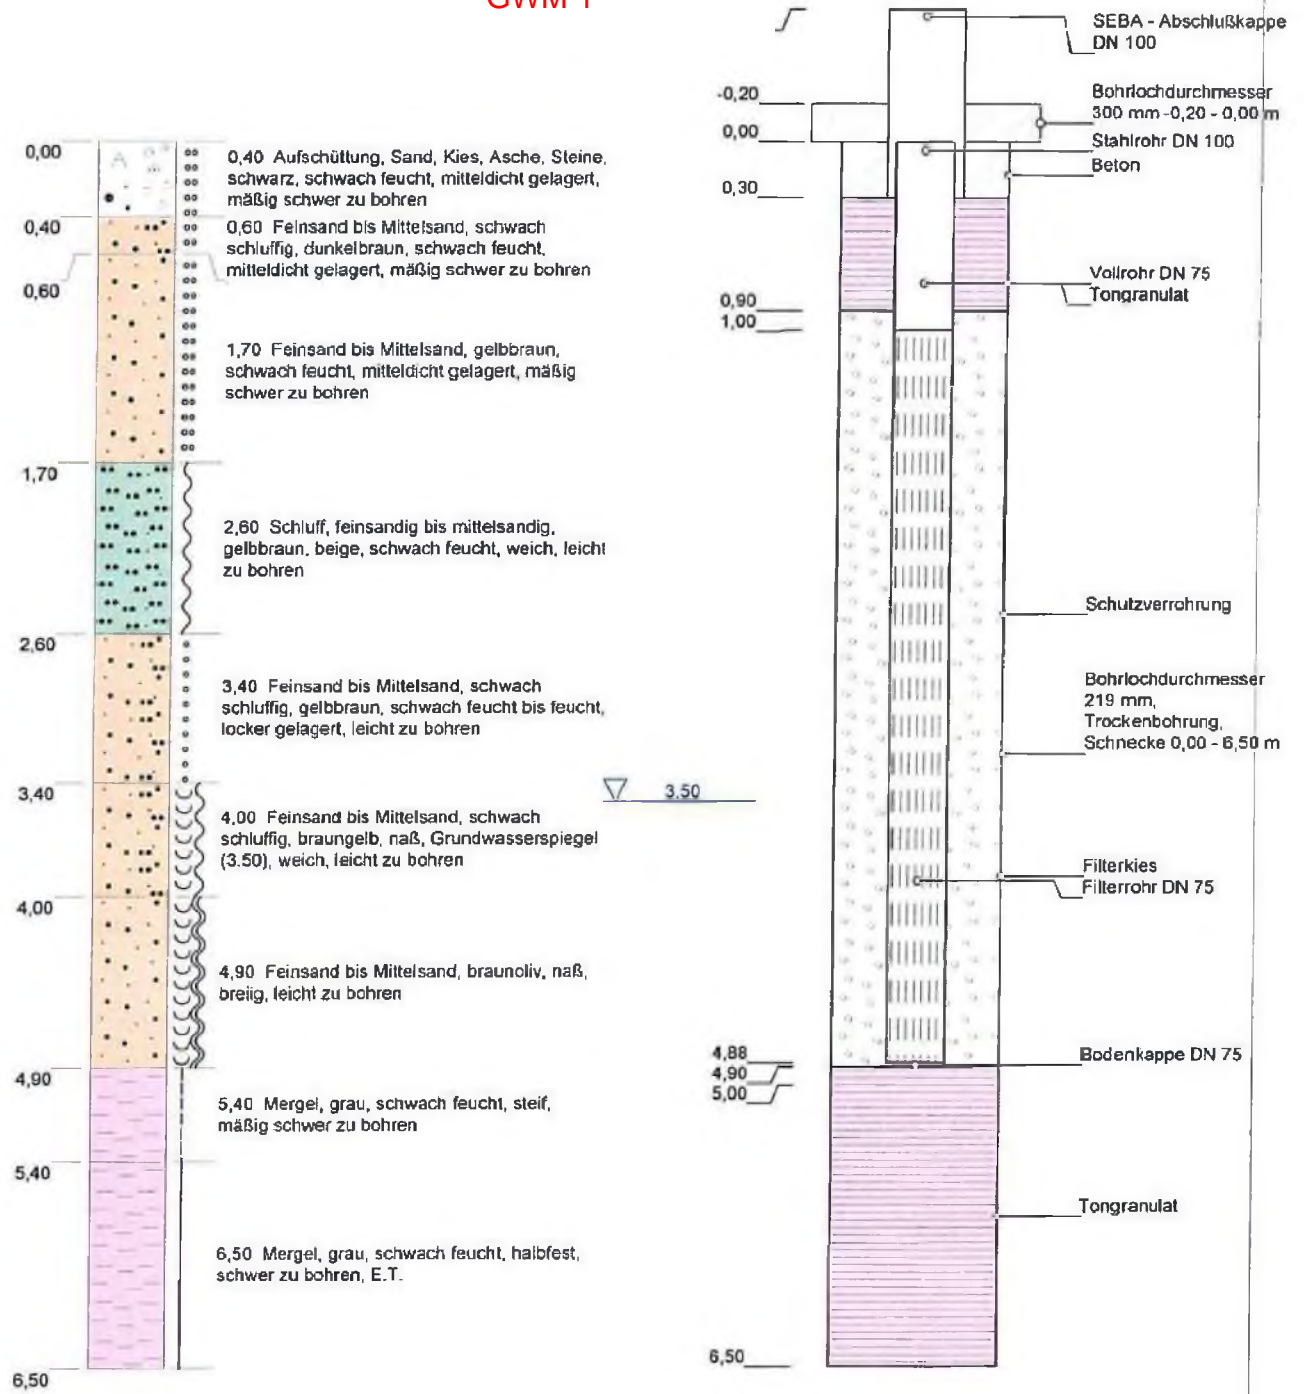 GWM 1
0,00
0,40 Aufschüttung, Sand, Kies, Asche, Steine,
schwarz, schwach feucht, mitteldicht gelagert,
mäßig schwer zu bohren
A
0,40
0,60 Feinsand bis Mittelsand, schwach
schluffig, dunkelbraun, schwach feucht,
mitteldicht gelagert, mäßig schwer zu bohren
0,60
1,70 Feinsand bis Mittelsand, gelbbraun,
schwach feucht, mitteldicht gelagert, mäßig
schwer zu bohren
1,70
2,60 Schluff, feinsandig bis mittelsandig,
gelbbraun, beige, schwach feucht, weich, leicht
zu bohren
2,60
3,40 Feinsand bis Mittelsand, schwach
schluffig, gelbbraun, schwach feucht bis feucht,
locker gelagert, leicht zu bohren
3,40
4,00 Feinsand bis Mittelsand, schwach
schluffig, braungelb, naß, Grundwasserspiegel
(3.50), weich, leicht zu bohren
4,00
4,90 Feinsand bis Mittelsand, braunoliv, naß,
breiig, leicht zu bohren
4,90
5,40 Mergel, grau, schwach feucht, steif,
mäßig schwer zu bohren
5,40
6,50 Mergel, grau, schwach feucht, halbfest,
schwer zu bohren, E.T.
6,50
3.50
-0,20
0,00
0,30
0,90
1,00
4,88
4,90
5,00
6,50
SEBA - Abschlußkappe
DN 100
Bohrlochdurchmesser
300 mm -0,20 - 0,00 m
Stahlrohr DN 100
Beton
Vollrohr DN 75
Tongranulat
Schutzverrohrung
Bohrlochdurchmesser
219 mm,
Trockenbohrung,
Schnecke 0,00 - 6,50 m
Filterkies
Filterrohr DN 75
Bodenkappe DN 75
Tongranulat